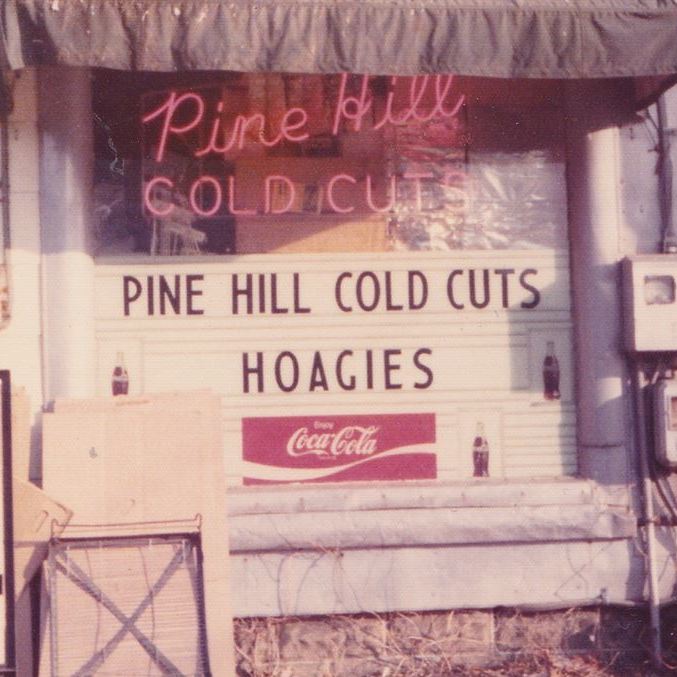 Pine Hill
COLD CUTS
PINE HILL COLD CUTS
HOAGIES
Enjoy
Coca-Cola